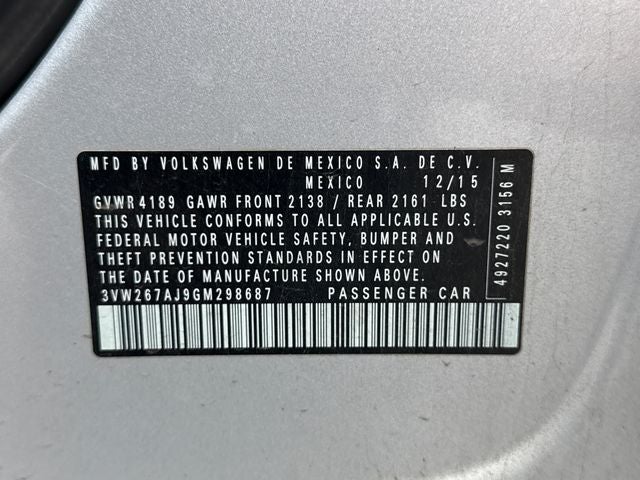 MFD BY VOLKSWAGEN DE MEXICO S.A. DE C.V.
MEXICO 12/15
GVWR 4189 GAWR FRONT 2138 / REAR 2161 LBS
THIS VEHICLE CONFORMS TO ALL APPLICABLE U.S.
FEDERAL MOTOR VEHICLE SAFETY, BUMPER AND
THEFT PREVENTION STANDARDS IN EFFECT ON
THE DATE OF MANUFACTURE SHOWN ABOVE.
3VW267AJ9GM298687 PASSENGER CAR
4927220 3156 M